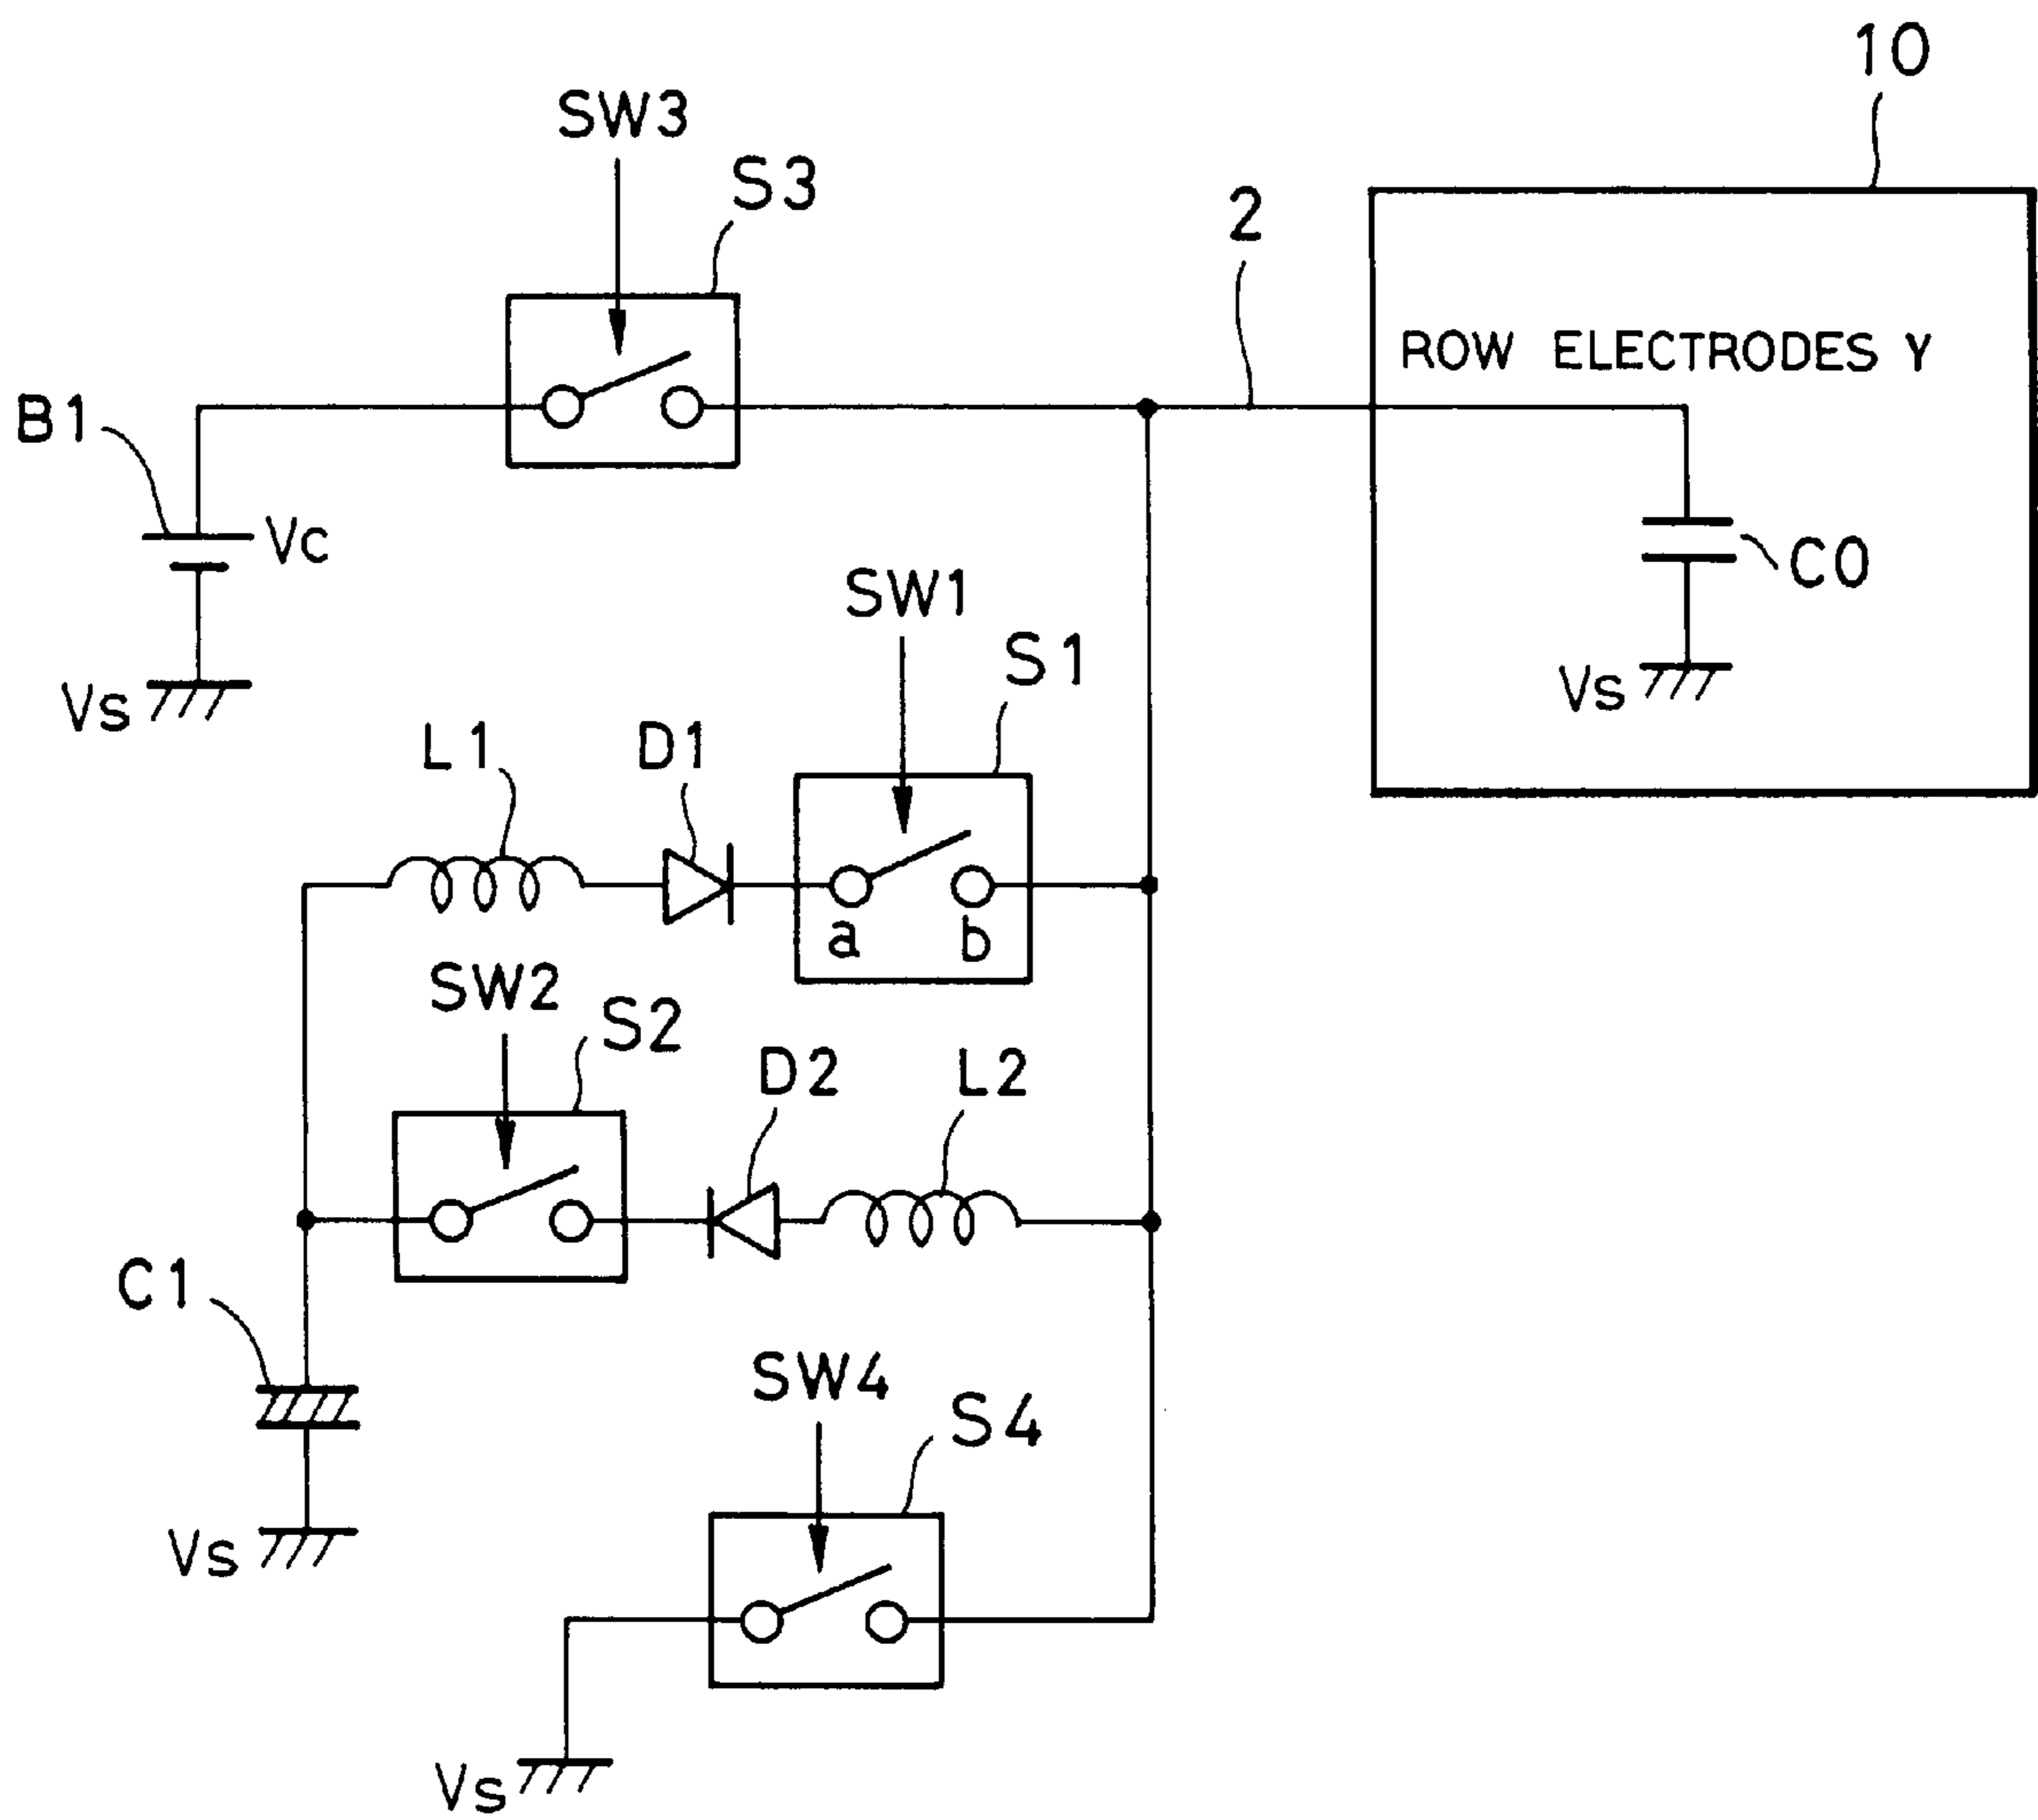 10
SW3
S3
2
ROW ELECTRODES Y
B1
Vc
C0
SW1
S1
Vs
Vs
L1
D1
a
b
SW2
S2
D2
L2
C1
SW4
S4
Vs
Vs